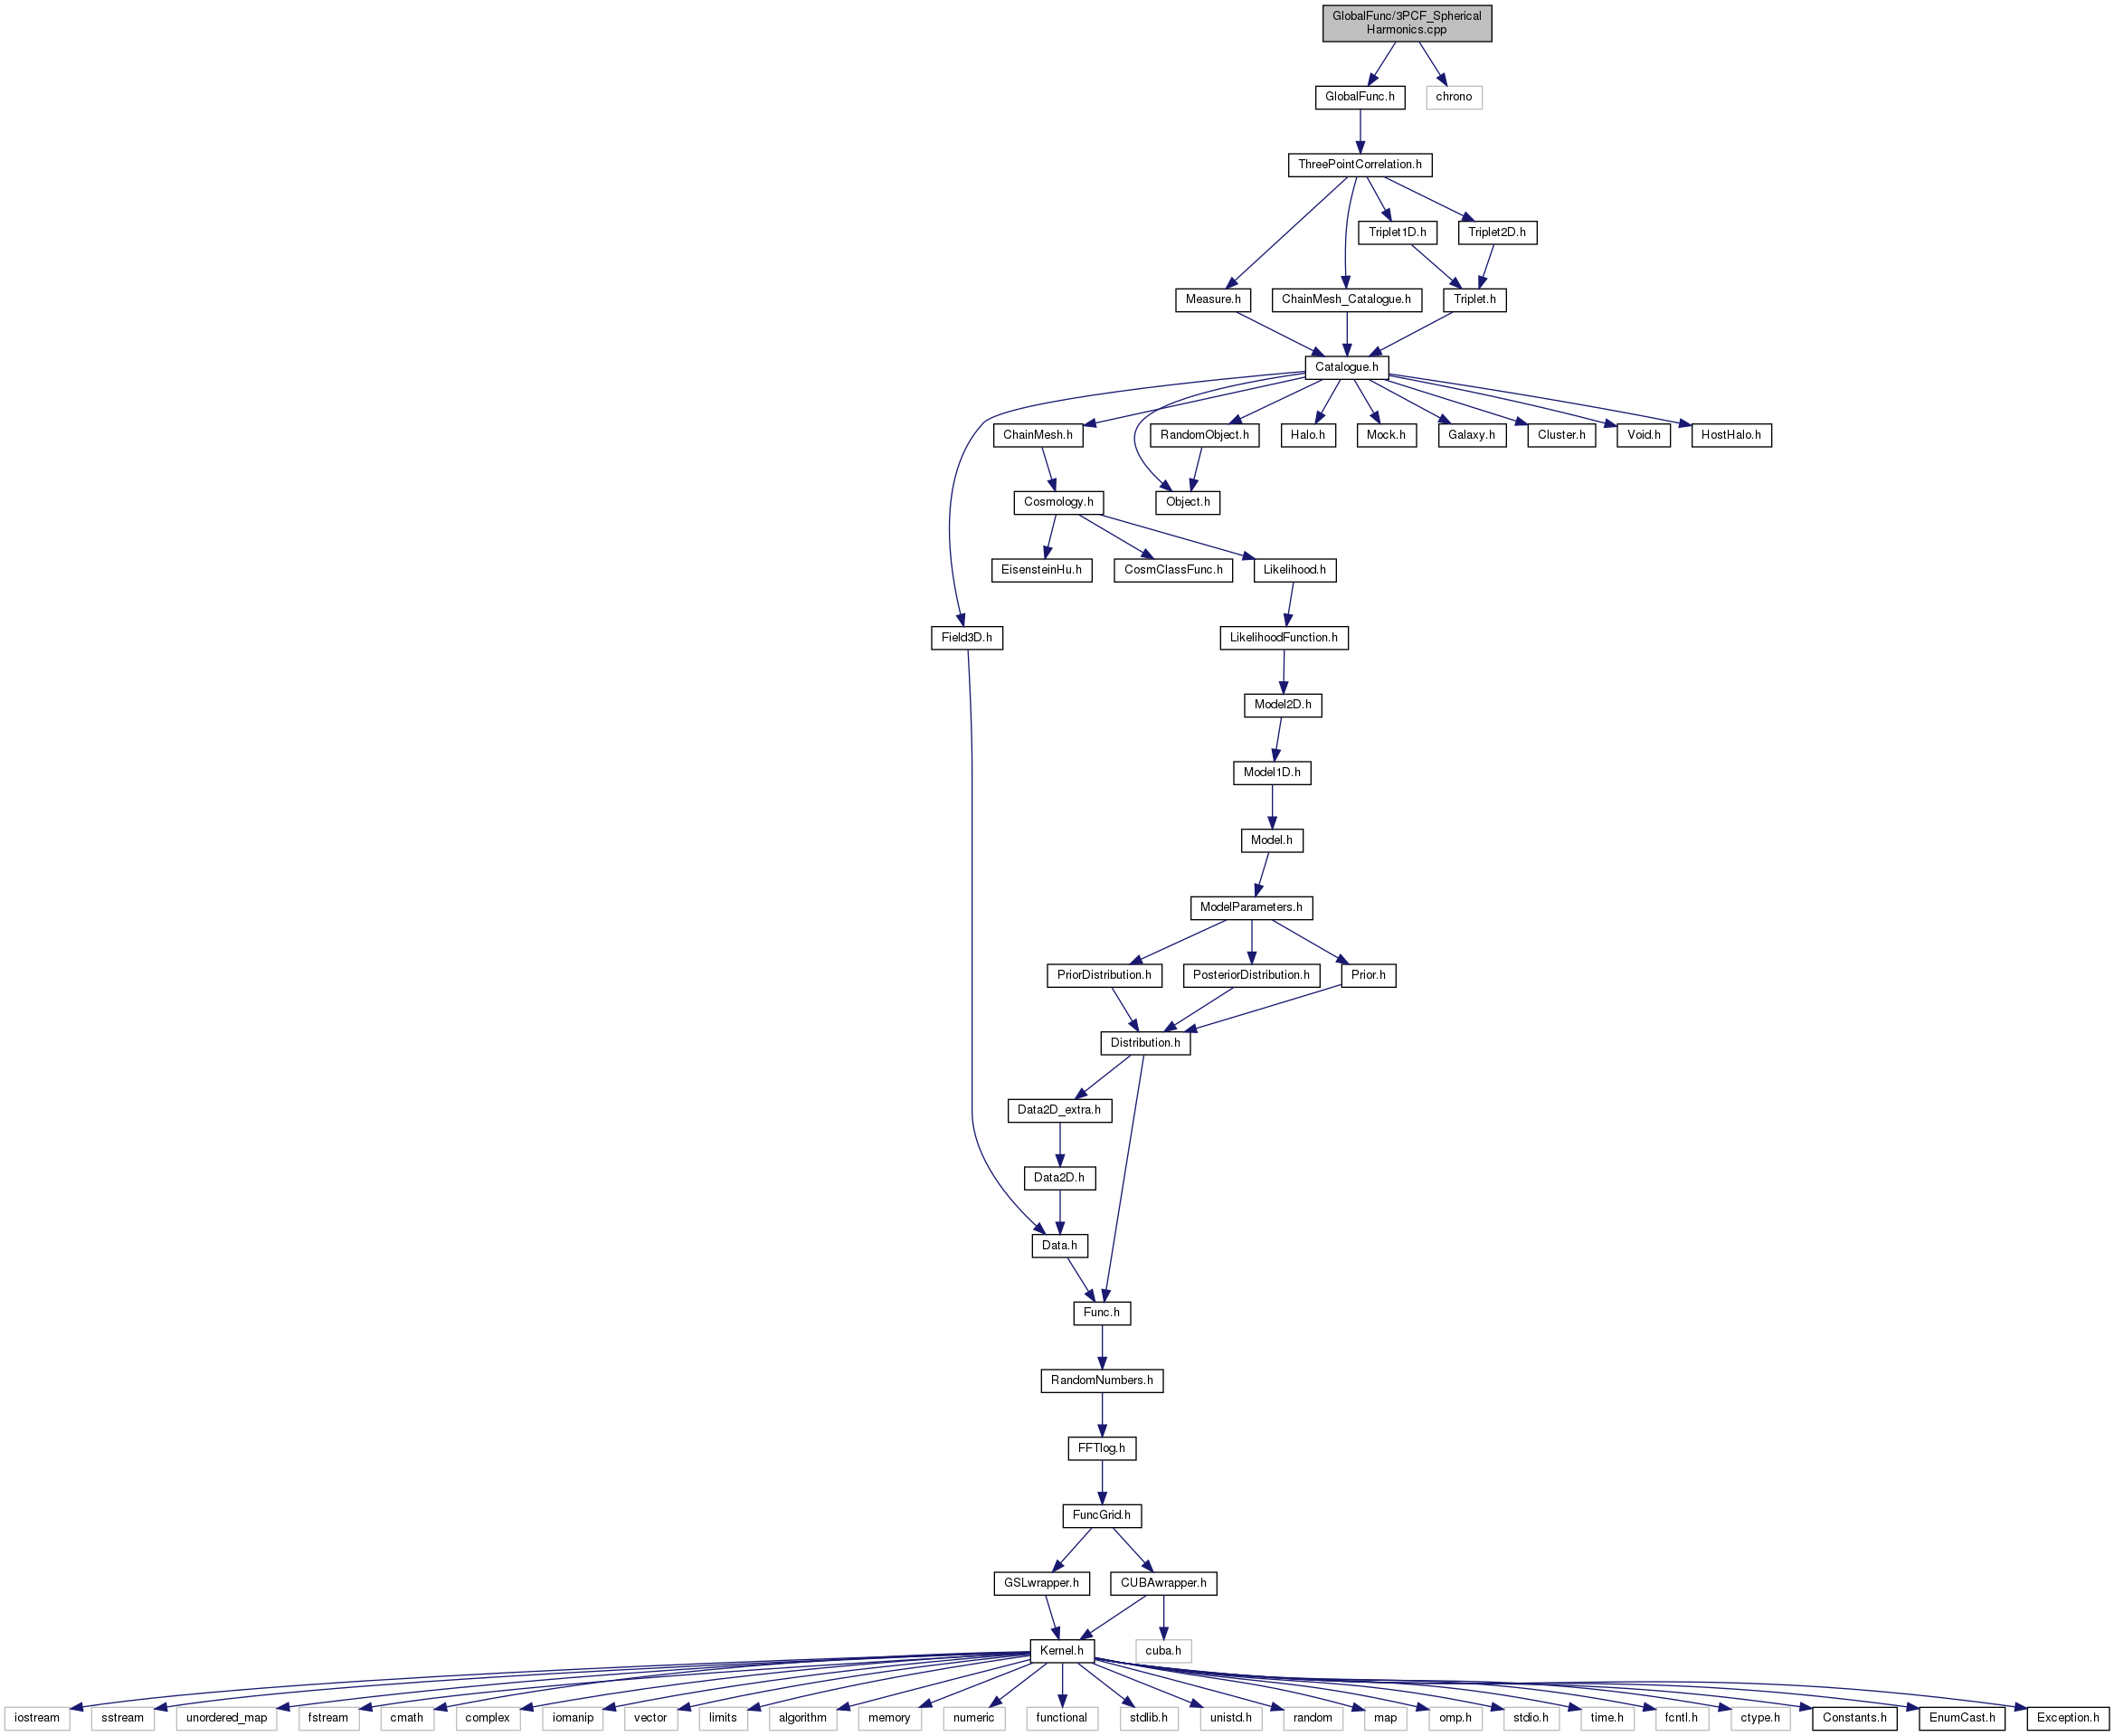 GlobalFunc/3PCF_Spherical
Harmonics.cpp
GlobalFunc.h
chrono
ThreePointCorrelation.h
Triplet1D.h
Triplet2D.h
Measure.h
ChainMesh_Catalogue.h
Triplet.h
Catalogue.h
ChainMesh.h
RandomObject.h
Halo.h
Mock.h
Galaxy.h
Cluster.h
Void.h
HostHalo.h
Cosmology.h
Object.h
EisensteinHu.h
CosmClassFunc.h
Likelihood.h
Field3D.h
LikelihoodFunction.h
Model2D.h
Model1D.h
Model.h
ModelParameters.h
PriorDistribution.h
PosteriorDistribution.h
Prior.h
Distribution.h
Data2D_extra.h
Data2D.h
Data.h
Func.h
RandomNumbers.h
FFTlog.h
FuncGrid.h
GSLwrapper.h
CUBAwrapper.h
Kernel.h
cuba.h
iostream
sstream
unordered_map
fstream
cmath
complex
iomanip
vector
limits
algorithm
memory
numeric
functional
stdlib.h
unistd.h
random
map
omp.h
stdio.h
time.h
fcntl.h
ctype.h
Constants.h
EnumCast.h
Exception.h